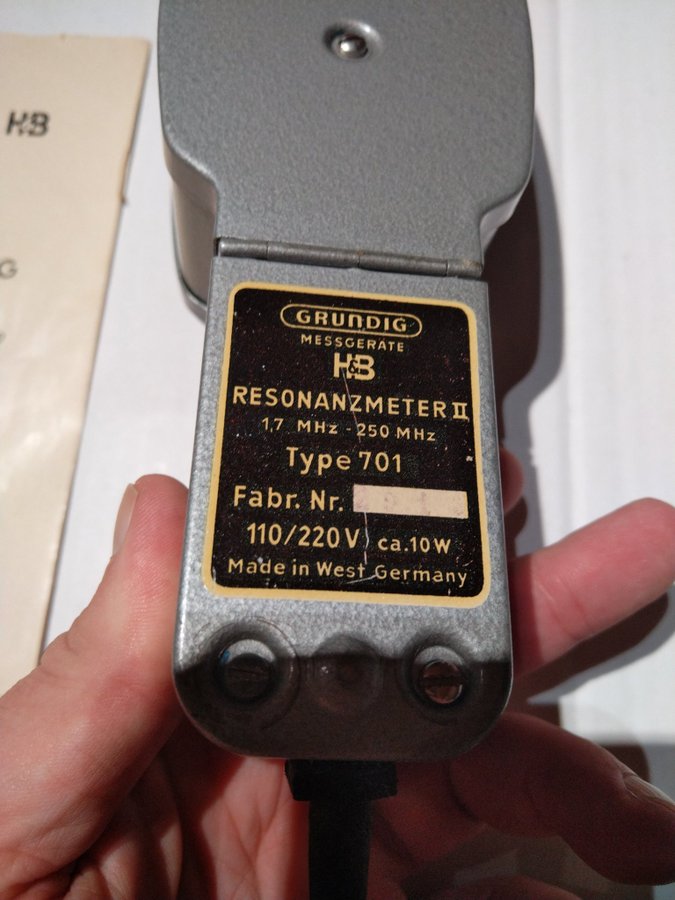 H&B
G
GRUNDIG
MESSGERÄTE
H&B
RESONANZMETER II
1,7 MHz - 250 MHz
Type 701
Fabr. Nr.
110/220V ca.10W
Made in West Germany